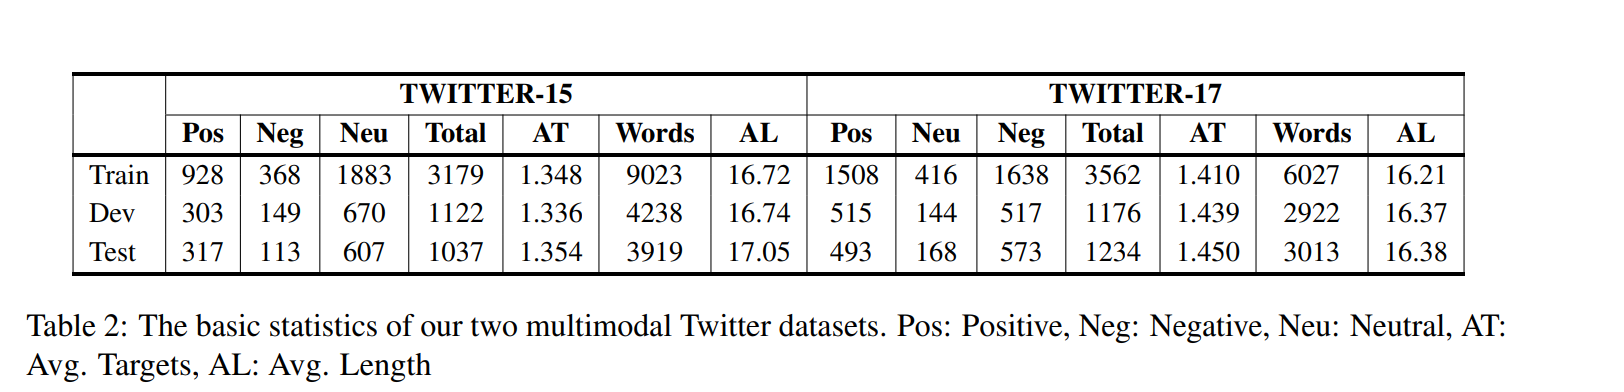 TWITTER-15 TWITTER-17
Pos Neg Neu Total AT Words AL Pos Neu Neg Total AT Words AL
Train 928 368 1883 3179 1.348 9023 16.72 1508 416 1638 3562 1.410 6027 16.21
Dev 303 149 670 1122 1.336 4238 16.74 515 144 517 1176 1.439 2922 16.37
Test 317 113 607 1037 1.354 3919 17.05 493 168 573 1234 1.450 3013 16.38
Table 2: The basic statistics of our two multimodal Twitter datasets. Pos: Positive, Neg: Negative, Neu: Neutral, AT:
Avg. Targets, AL: Avg. Length